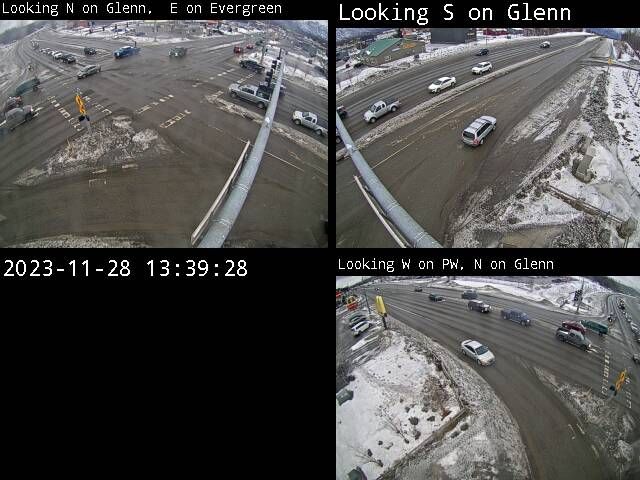 Looking N on Glenn,  E on Evergreen
Looking S on Glenn
2023-11-28 13:39:28
Looking W on PW, N on Glenn